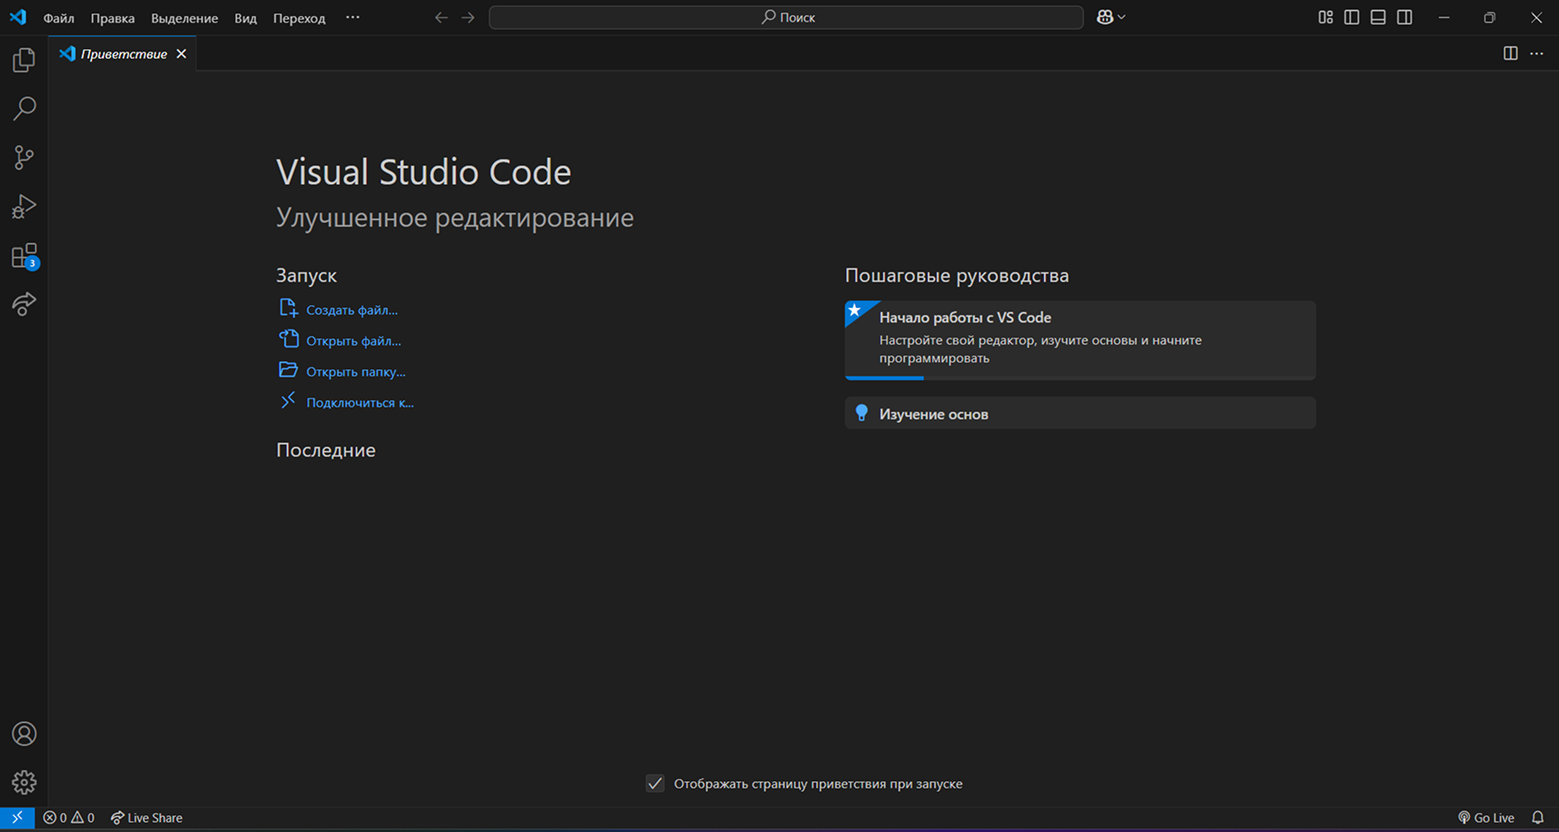 Файл Правка Выделение Вид Переход ···
Поиск
Приветствие
Visual Studio Code
Улучшенное редактирование
Запуск
Создать файл...
Открыть файл...
Открыть папку...
Подключиться к...
Последние
Пошаговые руководства
Начало работы с VS Code
Настройте свой редактор, изучите основы и начните
программировать
Изучение основ
3
Отображать страницу приветствия при запуске
0 0 Live Share
Go Live